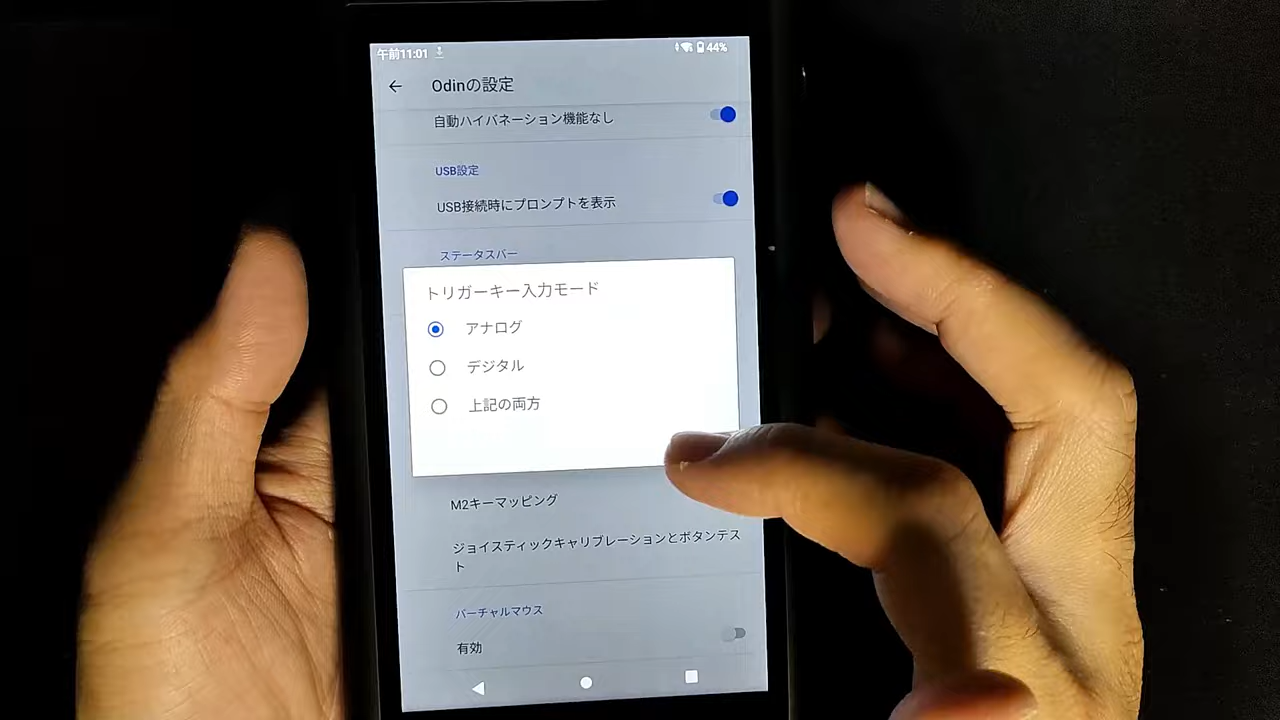 午前11:01
44%
Odinの設定
自動ハイバネーション機能なし
USB設定
USB接続時にプロンプトを表示
ステータスバー
トリガーキー入力モード
アナログ
デジタル
上記の両方
M2キーマッピング
ジョイスティックキャリブレーションとボタンテス
ト
バーチャルマウス
有効